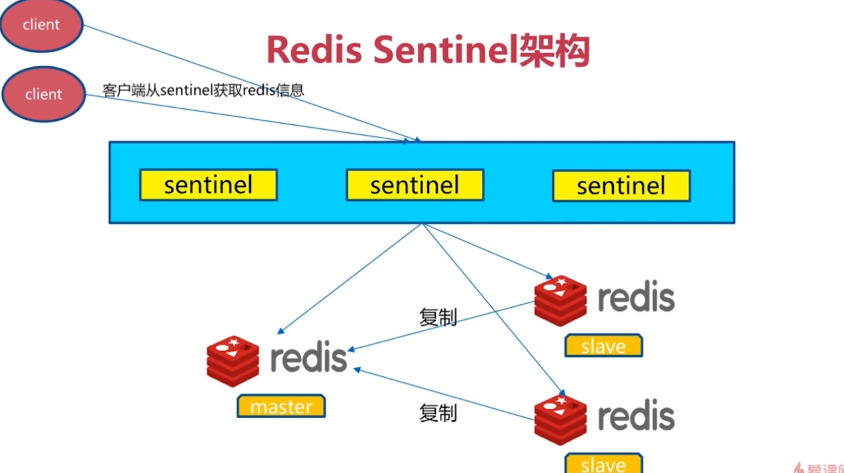 client
Redis Sentinel架构
client
客户端从sentinel获取redis信息
sentinel
sentinel
sentinel
redis
slave
复制
redis
master
复制
redis
slave